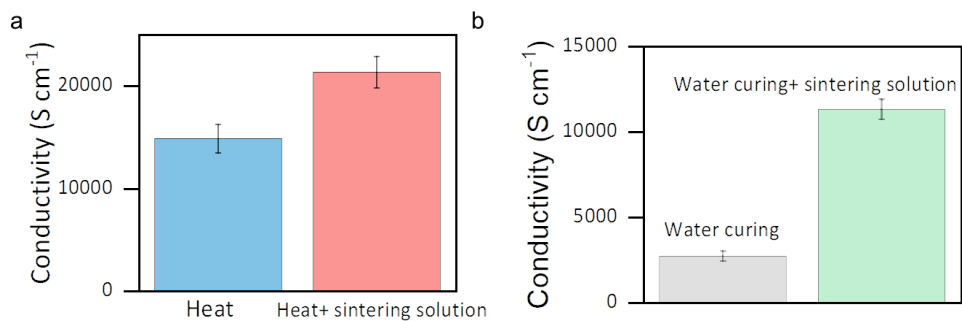 a
Conductivity (S cm⁻¹)
20000
10000
0
Heat
Heat+ sintering solution
b
Conductivity (S cm⁻¹)
15000
10000
5000
0
Water curing
Water curing+ sintering solution